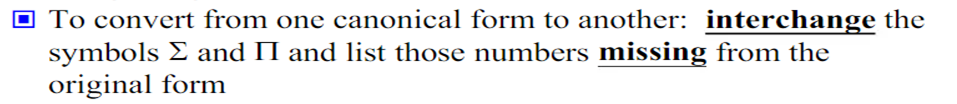 To convert from one canonical form to another: interchange the
symbols Σ and Π and list those numbers missing from the
original form